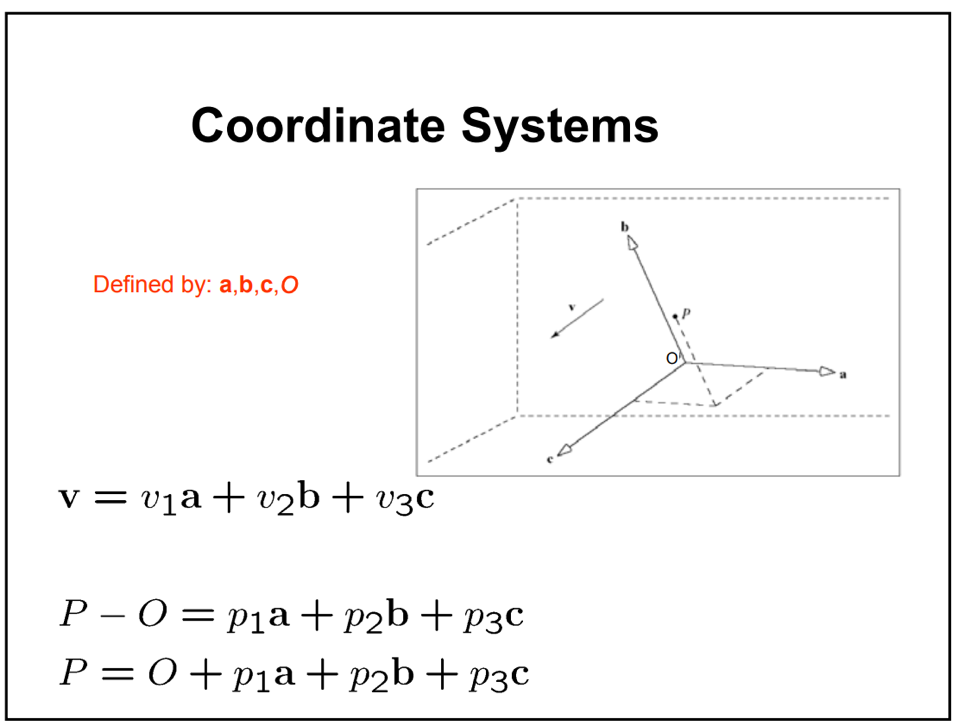 Coordinate Systems
Defined by: a,b,c,O
b
v
P
O
a
c
v = v₁a + v₂b + v₃c
P − O = p₁a + p₂b + p₃c
P = O + p₁a + p₂b + p₃c